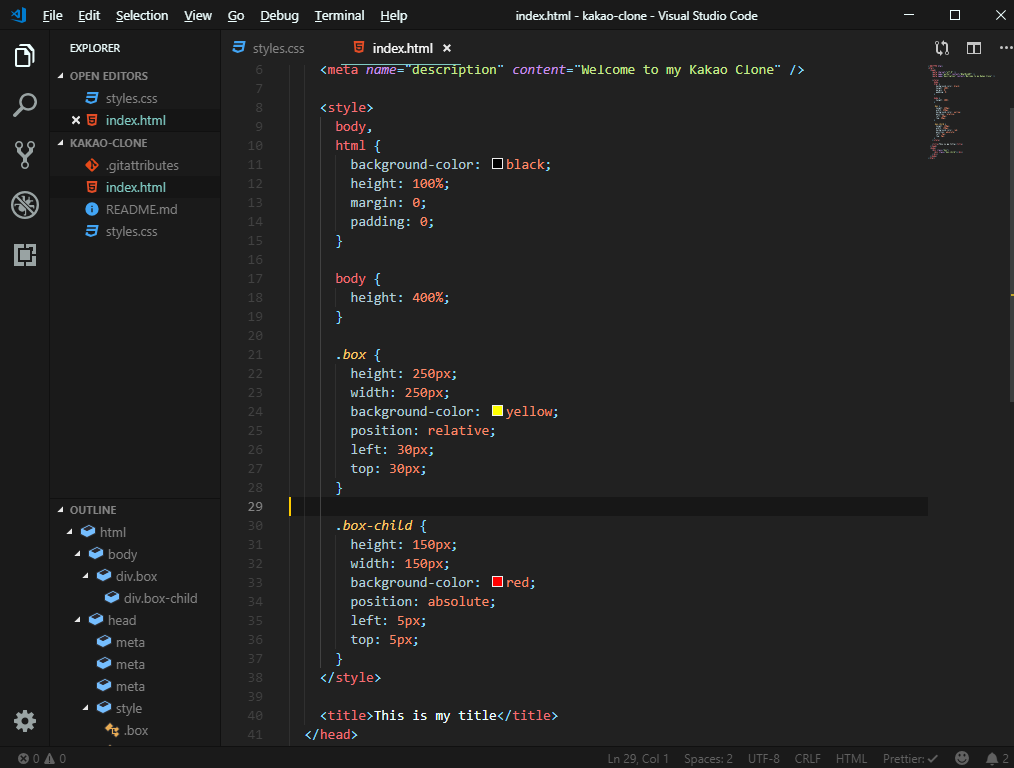 File Edit Selection View Go Debug Terminal Help index.html - kakao-clone - Visual Studio Code
EXPLORER
OPEN EDITORS
styles.css
index.html
KAKAO-CLONE
.gitattributes
index.html
README.md
styles.css
OUTLINE
html
body
div.box
div.box-child
head
meta
meta
meta
style
.box
styles.css index.html
6 <meta name="description" content="Welcome to my Kakao Clone" />
7
8 <style>
9 body,
10 html {
11 background-color: black;
12 height: 100%;
13 margin: 0;
14 padding: 0;
15 }
16
17 body {
18 height: 400%;
19 }
20
21 .box {
22 height: 250px;
23 width: 250px;
24 background-color: yellow;
25 position: relative;
26 left: 30px;
27 top: 30px;
28 }
29
30 .box-child {
31 height: 150px;
32 width: 150px;
33 background-color: red;
34 position: absolute;
35 left: 5px;
36 top: 5px;
37 }
38 </style>
39
40 <title>This is my title</title>
41 </head>
0 0 Ln 29, Col 1 Spaces: 2 UTF-8 CRLF HTML Prettier: ✓ 2